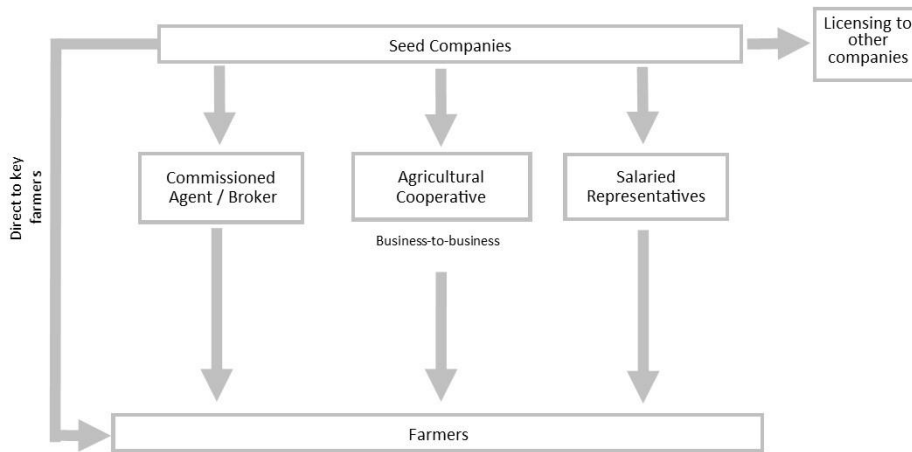 Seed Companies
Licensing to
other
companies
Direct to key
farmers
Commissioned
Agent / Broker
Agricultural
Cooperative
Salaried
Representatives
Business-to-business
Farmers